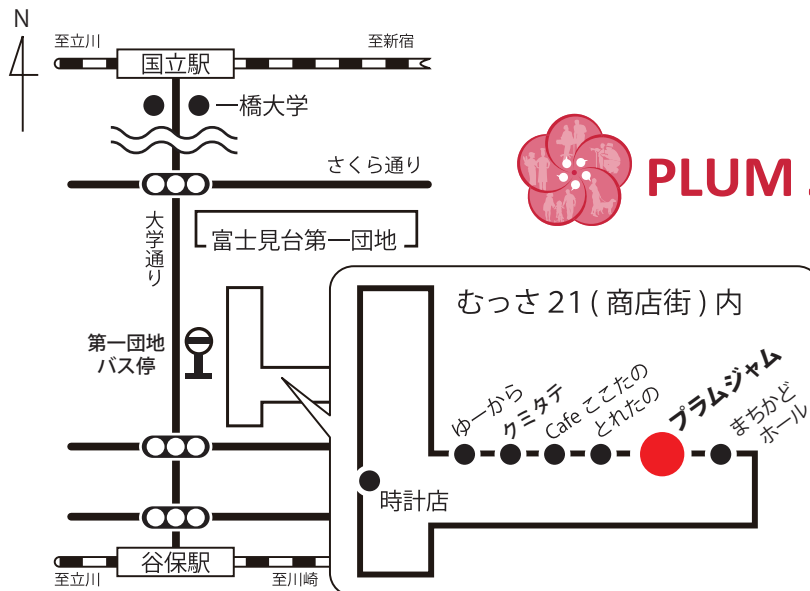 N
至立川
国立駅
至新宿
一橋大学
さくら通り
大学通り
富士見台第一団地
PLUM
第一団地
バス停
むっさ21(商店街)内
ゆーから
クミタテ
Cafe ここたの
とれたの
プラムジャム
まちかど
ホール
時計店
谷保駅
至立川
至川崎